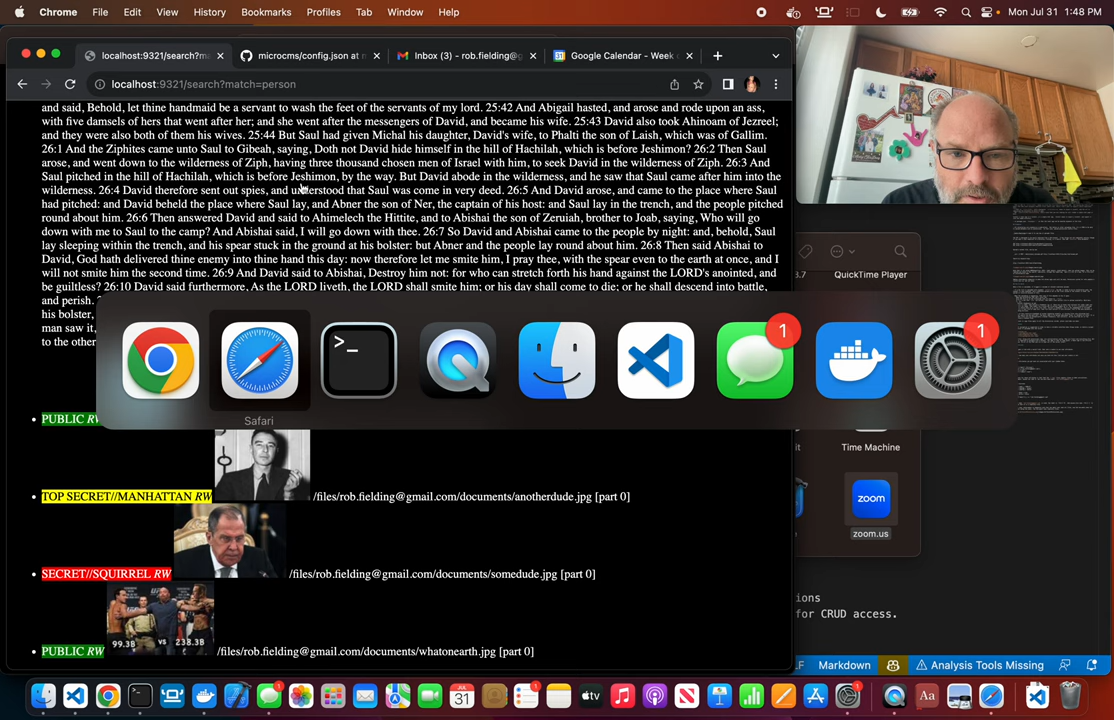 Chrome File Edit View History Bookmarks Profiles Tab Window Help Mon Jul 31 1:48 PM
localhost:9321/search?ma microcms/config.json at m Inbox (3) - rob.fielding@g Google Calendar - Week c
localhost:9321/search?match=person
and said, Behold, let thine handmaid be a servant to wash the feet of the servants of my lord. 25:42 And Abigail hasted, and arose and rode upon an ass,
with five damsels of hers that went after her; and she went after the messengers of David, and became his wife. 25:43 David also took Ahinoam of Jezreel;
and they were also both of them his wives. 25:44 But Saul had given Michal his daughter, David's wife, to Phalti the son of Laish, which was of Gallim.
26:1 And the Ziphites came unto Saul to Gibeah, saying, Doth not David hide himself in the hill of Hachilah, which is before Jeshimon? 26:2 Then Saul
arose, and went down to the wilderness of Ziph, having three thousand chosen men of Israel with him, to seek David in the wilderness of Ziph. 26:3 And
Saul pitched in the hill of Hachilah, which is before Jeshimon, by the way. But David abode in the wilderness, and he saw that Saul came after him into the
wilderness. 26:4 David therefore sent out spies, and understood that Saul was come in very deed. 26:5 And David arose, and came to the place where Saul
had pitched: and David beheld the place where Saul lay, and Abner the son of Ner, the captain of his host: and Saul lay in the trench, and the people pitched
round about him. 26:6 Then answered David and said to Ahimelech the Hittite, and to Abishai the son of Zeruiah, brother to Joab, saying, Who will go
down with me to Saul to the camp? And Abishai said, I will go down with thee. 26:7 So David and Abishai came to the people by night: and, behold, Saul
lay sleeping within the trench, and his spear stuck in the ground at his bolster: but Abner and the people lay round about him. 26:8 Then said Abishai to
David, God hath delivered thine enemy into thine hand this day: now therefore let me smite him, I pray thee, with the spear even to the earth at once, and I
will not smite him the second time. 26:9 And David said to Abishai, Destroy him not: for who can stretch forth his hand against the LORD's anointed, and
be guiltless? 26:10 David said furthermore, As the LORD liveth, the LORD shall smite him; or his day shall come to die; or he shall descend into battle,
and perish.
his bolster,
man saw it,
to the other
3.7 QuickTime Player
1 1
Safari
PUBLIC RW
Time Machine
TOP SECRET//MANHATTAN RW /files/rob.fielding@gmail.com/documents/anotherdude.jpg [part 0]
zoom
zoom.us
SECRET//SQUIRREL RW /files/rob.fielding@gmail.com/documents/somedude.jpg [part 0]
ions
for CRUD access.
99.3B vs 238.3B
PUBLIC RW /files/rob.fielding@gmail.com/documents/whatonearth.jpg [part 0]
LF Markdown Analysis Tools Missing
JUL 31
tv
Aa